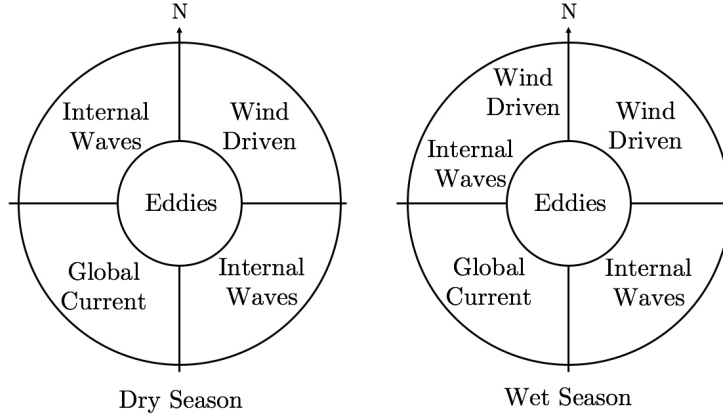 N
Internal
Waves
Wind
Driven
Eddies
Global
Current
Internal
Waves
Dry Season
N
Wind
Driven
Internal
Waves
Wind
Driven
Eddies
Global
Current
Internal
Waves
Wet Season